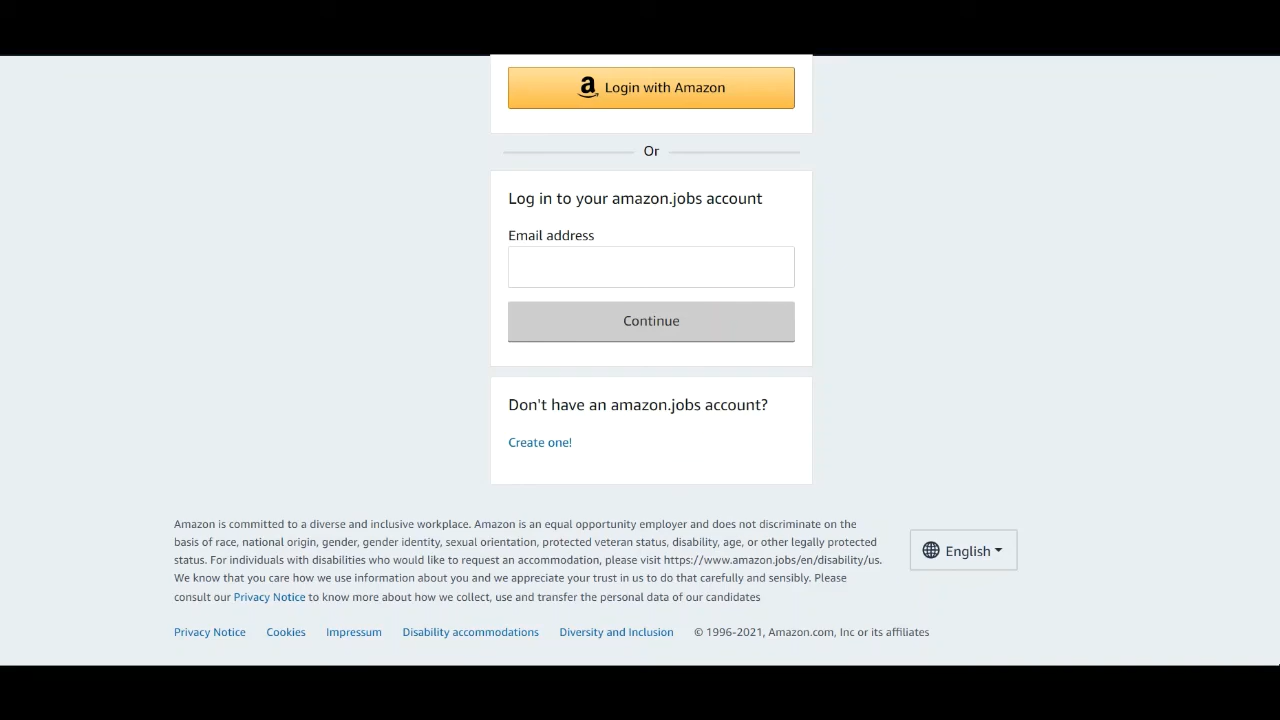 Login with Amazon
Or
Log in to your amazon.jobs account
Email address
Continue
Don't have an amazon.jobs account?
Create one!
Amazon is committed to a diverse and inclusive workplace. Amazon is an equal opportunity employer and does not discriminate on the
basis of race, national origin, gender, gender identity, sexual orientation, protected veteran status, disability, age, or other legally protected
status. For individuals with disabilities who would like to request an accommodation, please visit https://www.amazon.jobs/en/disability/us.
We know that you care how we use information about you and we appreciate your trust in us to do that carefully and sensibly. Please
consult our Privacy Notice to know more about how we collect, use and transfer the personal data of our candidates
English
Privacy Notice Cookies Impressum Disability accommodations Diversity and Inclusion © 1996-2021, Amazon.com, Inc or its affiliates